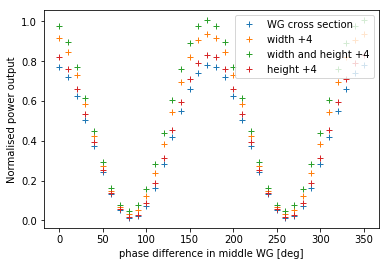 WG cross section
width +4
width and height +4
height +4
1.0
0.8
0.6
0.4
0.2
0.0
Normalised power output
0 50 100 150 200 250 300 350
phase difference in middle WG [deg]